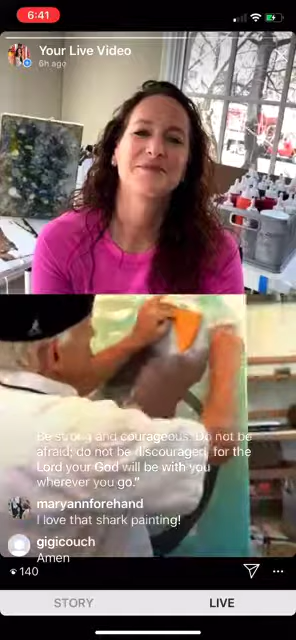 6:41
Your Live Video
6h ago
Be strong and courageous. Do not be
afraid; do not be discouraged, for the
Lord your God will be with you
wherever you go."
maryannforehand
I love that shark painting!
gigicouch
Amen
140
STORY LIVE